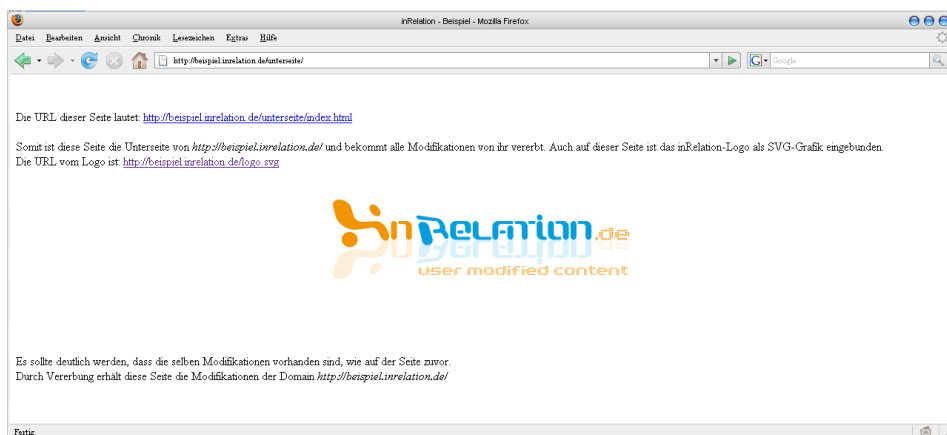 inRelation - Beispiel - Mozilla Firefox
Datei Bearbeiten Ansicht Chronik Lesezeichen Extras Hilfe
http://beispiel.inrelation.de/unterseite/ G Google
Die URL dieser Seite lautet: http://beispiel.inrelation.de/unterseite/index.html
Somit ist diese Seite die Unterseite von http://beispiel.inrelation.de/ und bekommt alle Modifikationen von ihr vererbt. Auch auf dieser Seite ist das inRelation-Logo als SVG-Grafik eingebunden.
Die URL vom Logo ist: http://beispiel.inrelation.de/logo.svg
inRelation.de
user modified content
Es sollte deutlich werden, dass die selben Modifikationen vorhanden sind, wie auf der Seite zuvor.
Durch Vererbung erhält diese Seite die Modifikationen der Domain http://beispiel.inrelation.de/
Fertig